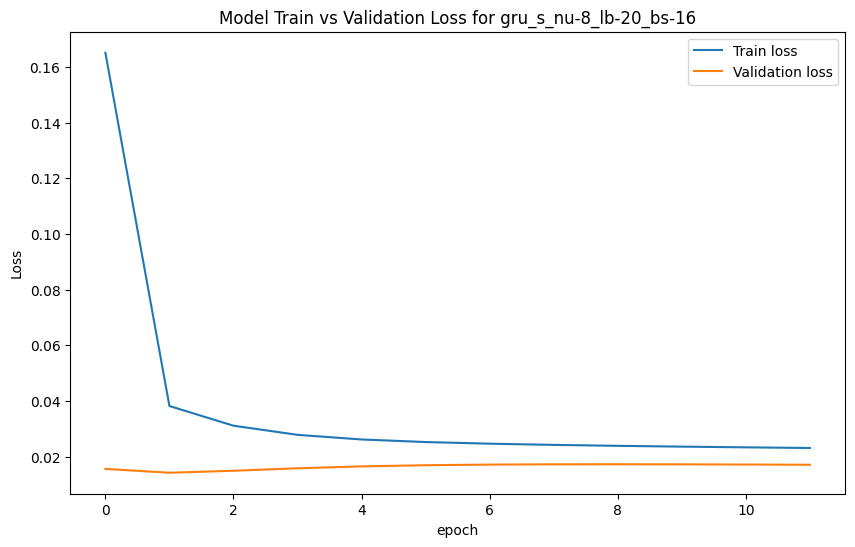 Model Train vs Validation Loss for gru_s_nu-8_lb-20_bs-16
Train loss
Validation loss
0.16
0.14
0.12
0.10
0.08
0.06
0.04
0.02
Loss
0 2 4 6 8 10
epoch